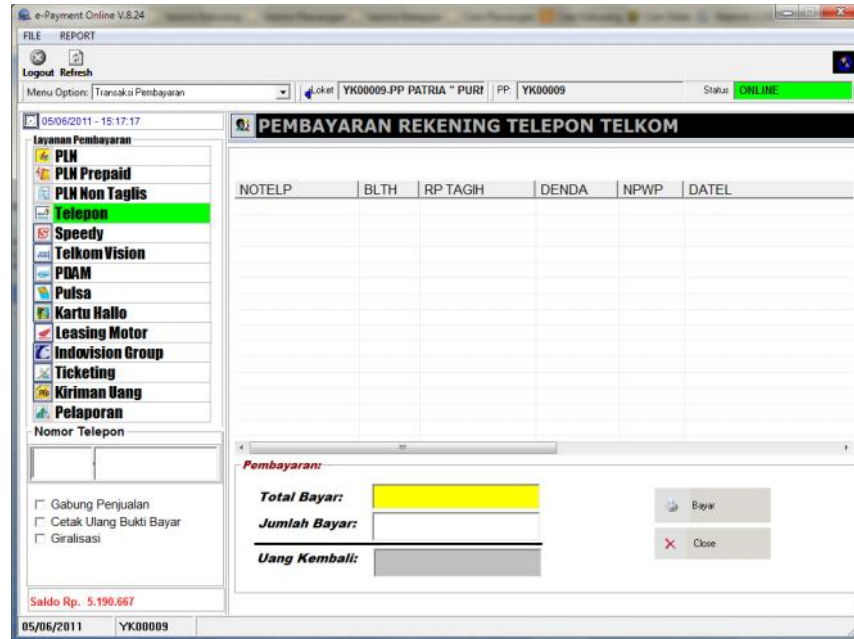 e-Payment Online V.8.24
FILE REPORT
Logout Refresh
Menu Option: Transaksi Pembayaran Loket YK00009-PP PATRIA " PURI PP: YK00009 Status ONLINE
05/06/2011 - 15:17:17
PEMBAYARAN REKENING TELEPON TELKOM
Layanan Pembayaran
PLN
PLN Prepaid
PLN Non Taglis
Telepon
Speedy
Telkom Vision
PDAM
Pulsa
Kartu Hallo
Leasing Motor
Indovision Group
Ticketing
Kiriman Uang
Pelaporan
NOTELP BLTH RP TAGIH DENDA NPWP DATEL
Nomor Telepon
Gabung Penjualan
Cetak Ulang Bukti Bayar
Giralisasi
Saldo Rp. 5.190.667
Pembayaran:
Total Bayar:
Jumlah Bayar:
Uang Kembali:
Bayar
Close
05/06/2011 YK00009